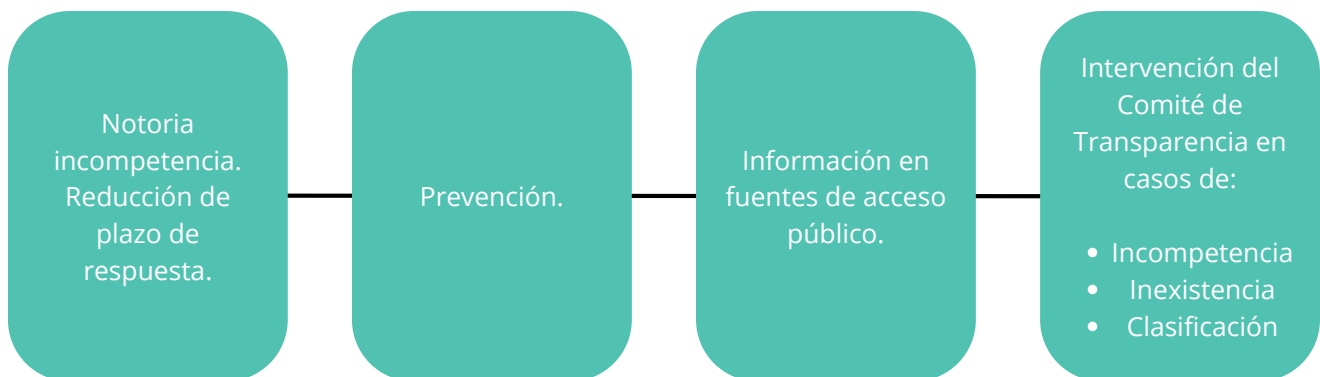 Notoria
incompetencia.
Reducción de
plazo de
respuesta.
Prevención.
Información en
fuentes de acceso
público.
Intervención del
Comité de
Transparencia en
casos de:
• Incompetencia
• Inexistencia
• Clasificación